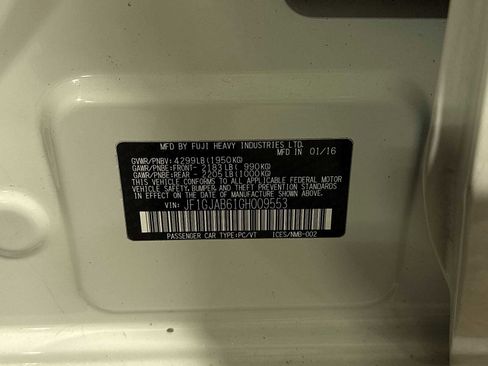 MFD. BY FUJI HEAVY INDUSTRIES LTD.
01/16
GVWR/PNBV: 4299LB(1950KG)
GAWR/PNBE:FRONT- 2183LB( 990KG)
GAWR/PNBE:REAR - 2205LB(1000KG)
THIS VEHICLE CONFORMS TO ALL APPLICABLE FEDERAL MOTOR
VEHICLE SAFETY, BUMPER, AND THEFT PREVENTION STANDARDS
IN EFFECT ON THE DATE OF MANUFACTURE SHOWN ABOVE.
VIN: JF1GJAB61GH009553
PASSENGER CAR TYPE:PC/VT ICES/NMB-002